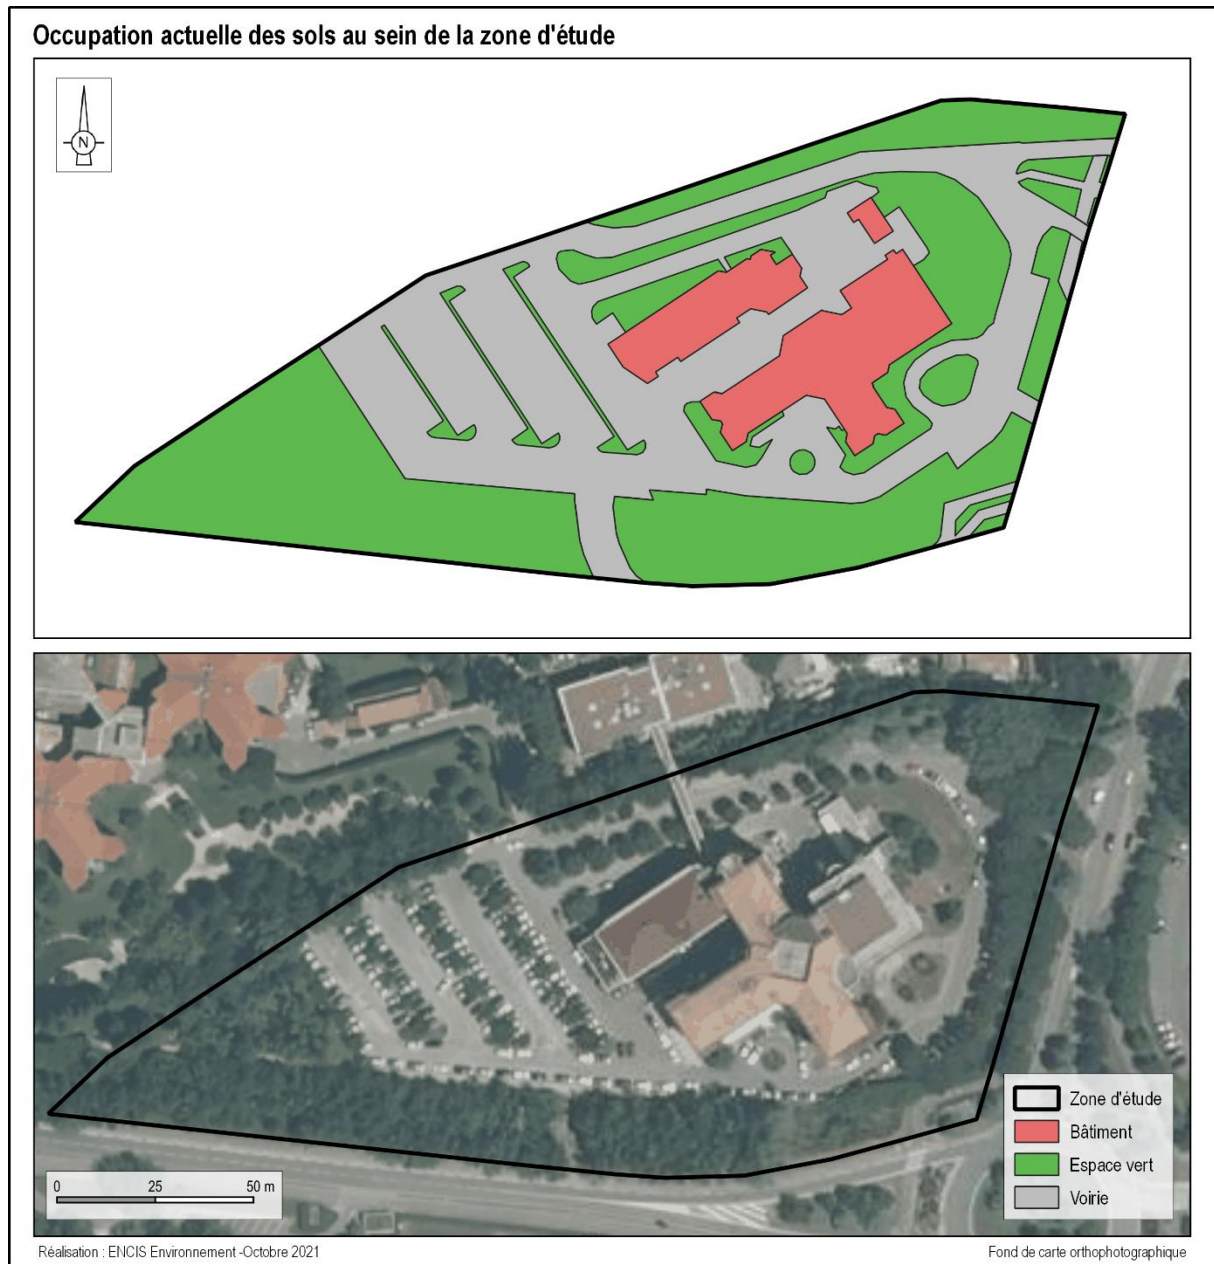 Occupation actuelle des sols au sein de la zone d'étude
N
Zone d'étude
Bâtiment
Espace vert
Voirie
0 25 50 m
Réalisation : ENCIS Environnement -Octobre 2021
Fond de carte orthophotographique